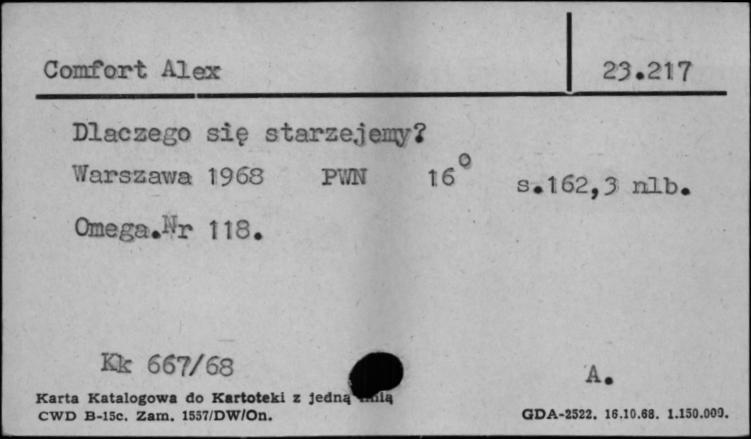 Comfort Alex 23.217
Dlaczego się starzejemy?
Warszawa 1968 PWN 16° s.162,3 nlb.
Omega.Nr 118.
Kk 667/68
A.
Karta Katalogowa do Kartoteki z jedną
CWD B-15c. Zam. 1557/DW/On. GDA-2522. 16.10.68. 1.150.000.